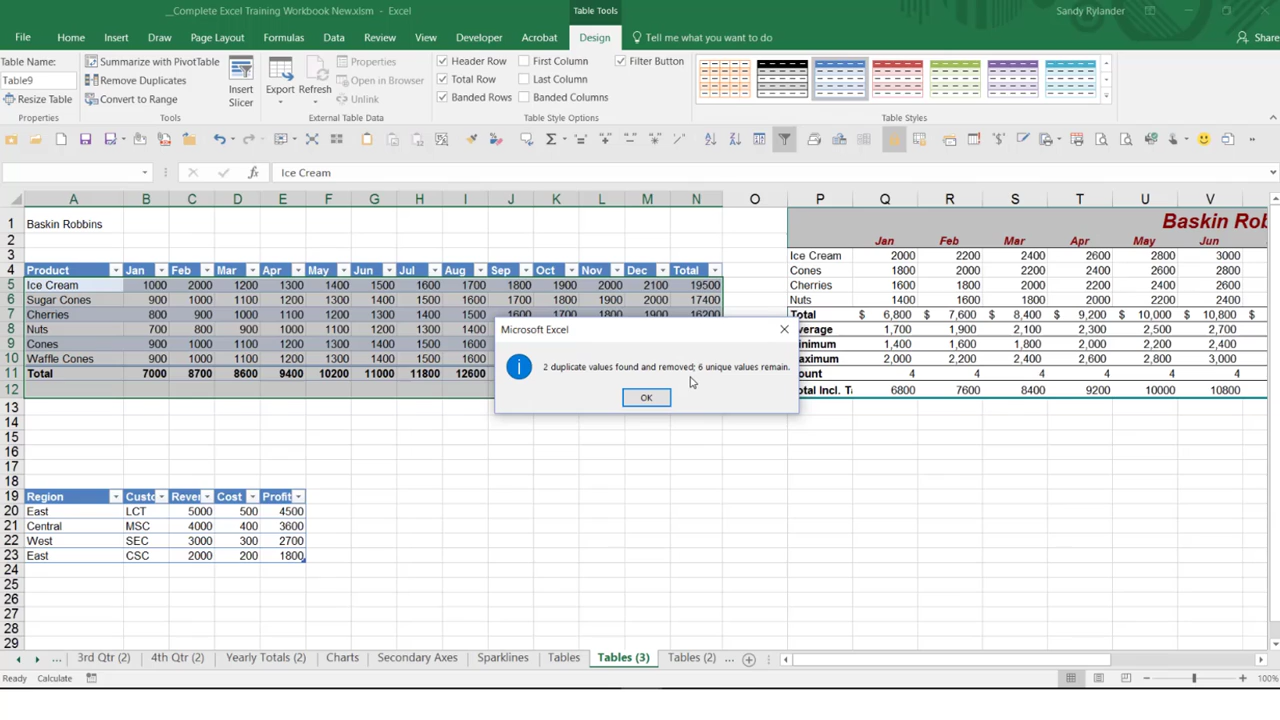 __Complete Excel Training Workbook New.xlsm - Excel
Table Tools
Sandy Rylander
File Home Insert Draw Page Layout Formulas Data Review View Developer Acrobat Design Tell me what you want to do Share
Table Name:
Table9
Resize Table
Properties
Summarize with PivotTable
Remove Duplicates
Convert to Range
Tools
Insert Slicer
Export Refresh
Properties
Open in Browser
Unlink
External Table Data
Header Row First Column Filter Button
Total Row Last Column
Banded Rows Banded Columns
Table Style Options
Table Styles
Ice Cream
A B C D E F G H I J K L M N O P Q R S T U V
1 Baskin Robbins Baskin Rob
2 Jan Feb Mar Apr May Jun
3 Ice Cream 2000 2200 2400 2600 2800 3000
4 Product Jan Feb Mar Apr May Jun Jul Aug Sep Oct Nov Dec Total Cones 1800 2000 2200 2400 2600 2800
5 Ice Cream 1000 2000 1200 1300 1400 1500 1600 1700 1800 1900 2000 2100 19500 Cherries 1600 1800 2000 2200 2400 2600
6 Sugar Cones 900 1000 1100 1200 1300 1400 1500 1600 1700 1800 1900 2000 17400 Nuts 1400 1600 1800 2000 2200 2400
7 Cherries 800 900 1000 1100 1200 1300 1400 1500 1600 1700 1800 1900 16200 Total $ 6,800 $ 7,600 $ 8,400 $ 9,200 $ 10,000 $ 10,800 $
8 Nuts 700 800 900 1000 1100 1200 1300 1400 Average 1,700 1,900 2,100 2,300 2,500 2,700
9 Cones 900 1000 1100 1200 1300 1400 1500 1600 inimum 1,400 1,600 1,800 2,000 2,200 2,400
10 Waffle Cones 900 1000 1100 1200 1300 1400 1500 1600 aximum 2,000 2,200 2,400 2,600 2,800 3,000
11 Total 7000 8700 8600 9400 10200 11000 11800 12600 ount 4 4 4 4 4 4
12 otal Incl. T 6800 7600 8400 9200 10000 10800
Microsoft Excel
2 duplicate values found and removed; 6 unique values remain.
OK
13
14
15
16
17
18
19 Region Custo Reve Cost Profit
20 East LCT 5000 500 4500
21 Central MSC 4000 400 3600
22 West SEC 3000 300 2700
23 East CSC 2000 200 1800
24
25
26
27
28
29
... 3rd Qtr (2) 4th Qtr (2) Yearly Totals (2) Charts Secondary Axes Sparklines Tables Tables (3) Tables (2) ...
Ready Calculate 100%